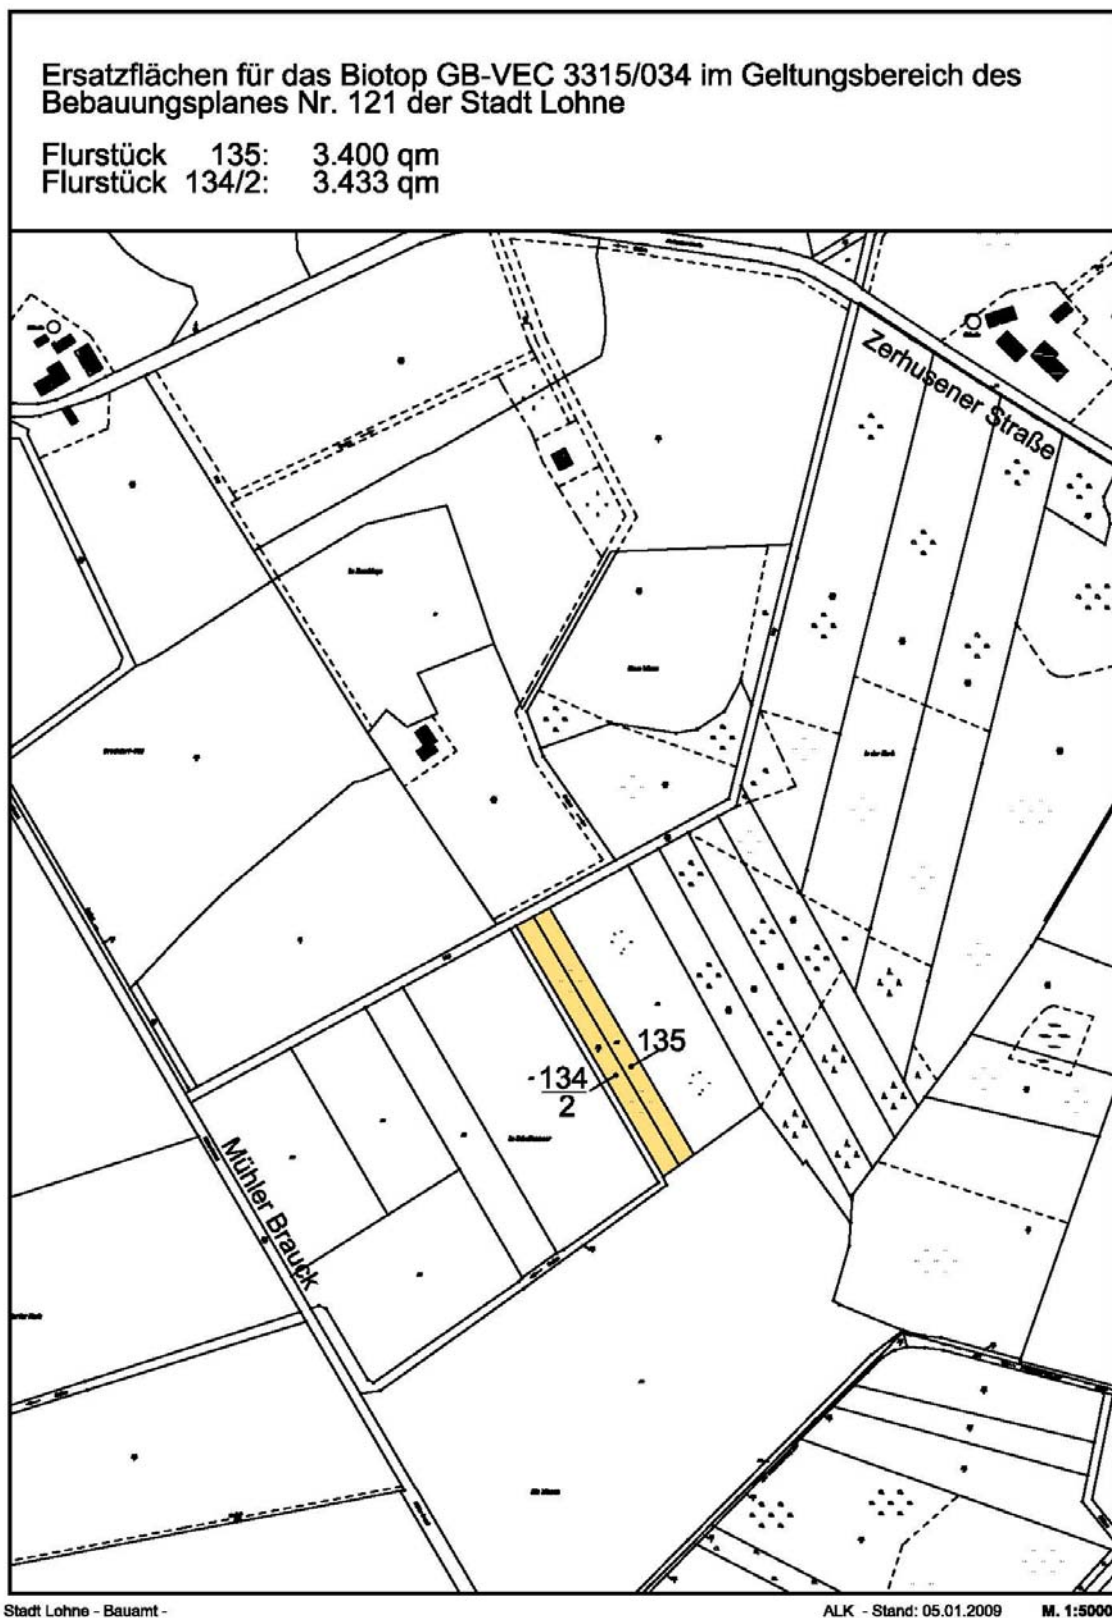 Ersatzflächen für das Biotop GB-VEC 3315/034 im Geltungsbereich des
Bebauungsplanes Nr. 121 der Stadt Lohne
Flurstück 135: 3.400 qm
Flurstück 134/2: 3.433 qm
Zerhusener Straße
135
134
2
Mühler Brauck
Stadt Lohne - Bauamt -
ALK - Stand: 05.01.2009 M. 1:5000